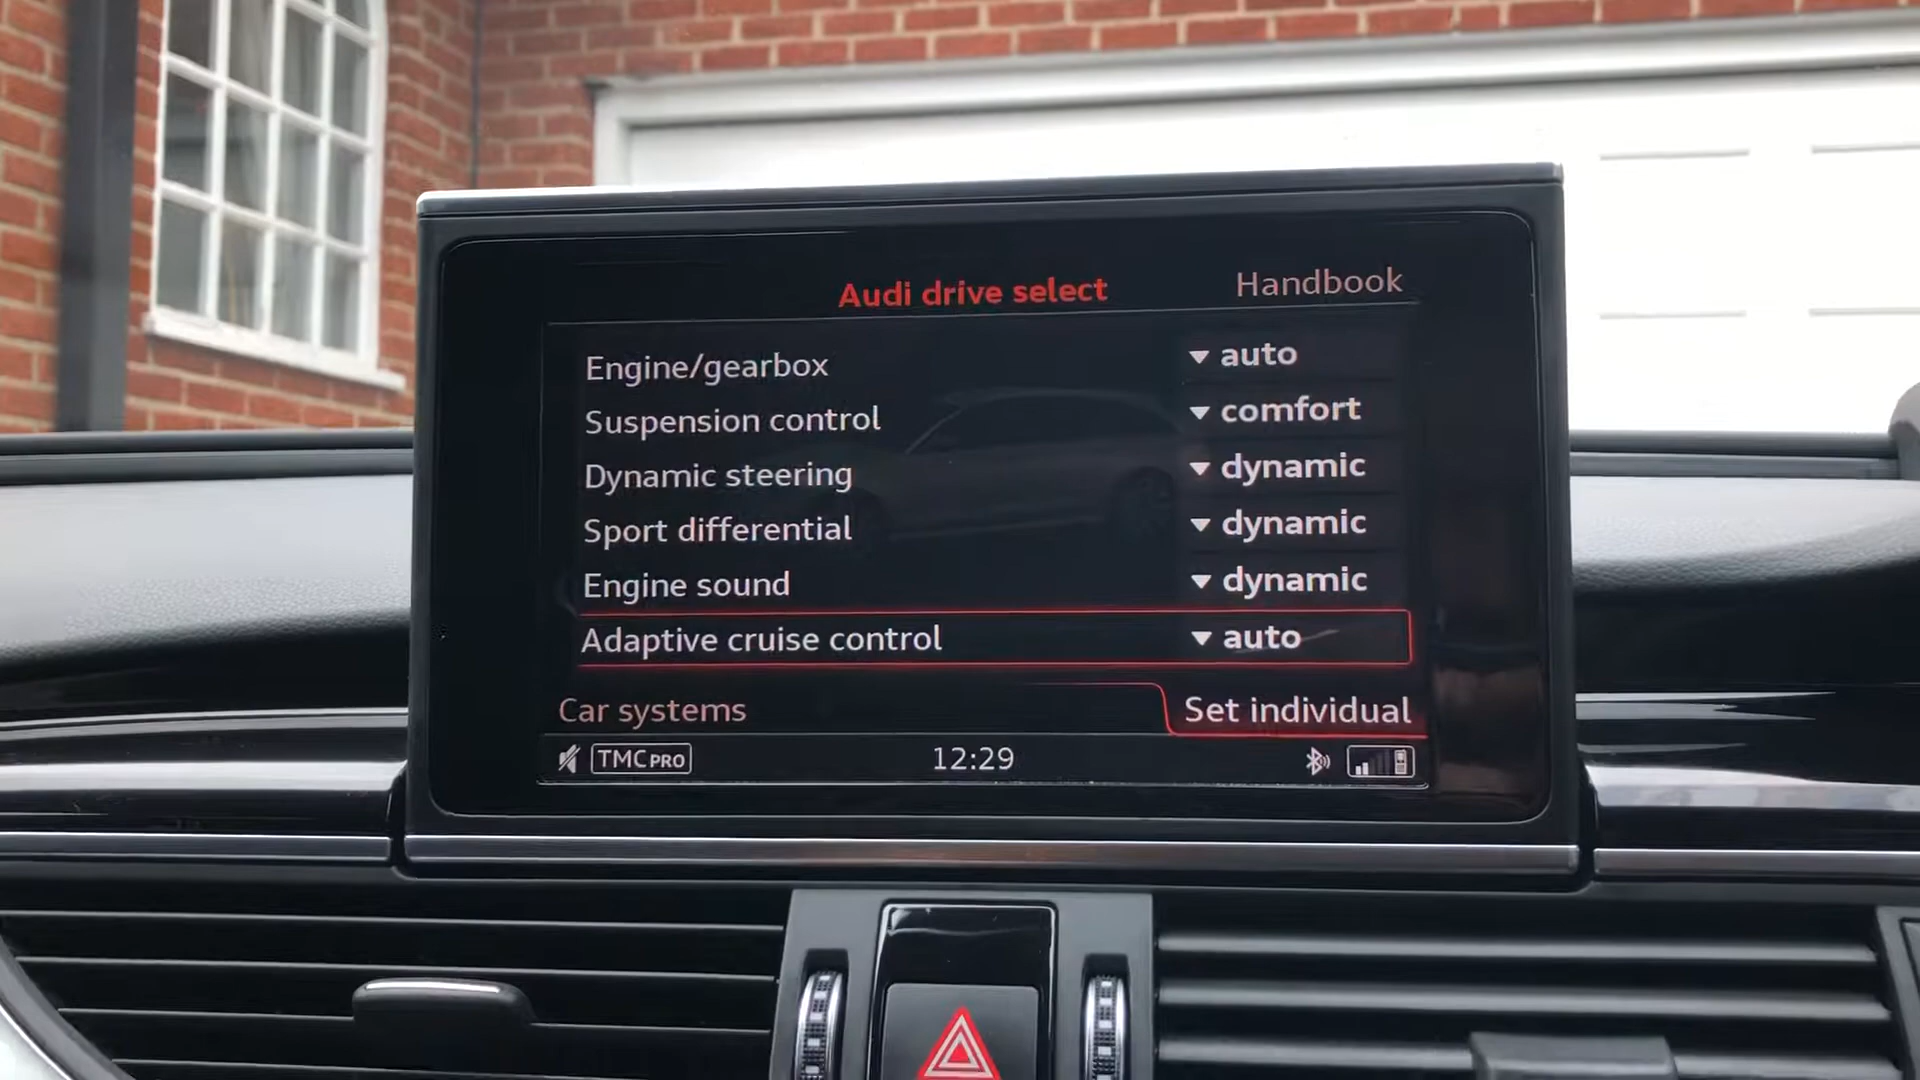 Audi drive select Handbook
Engine/gearbox auto
Suspension control comfort
Dynamic steering dynamic
Sport differential dynamic
Engine sound dynamic
Adaptive cruise control auto
Car systems Set individual
TMC PRO 12:29